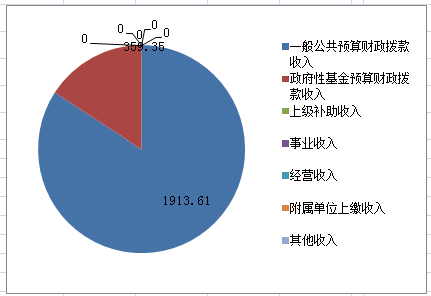 0
0
0
0
0
359.35
1913.61
一般公共预算财政拨款
收入
政府性基金预算财政拨
款收入
上级补助收入
事业收入
经营收入
附属单位上缴收入
其他收入